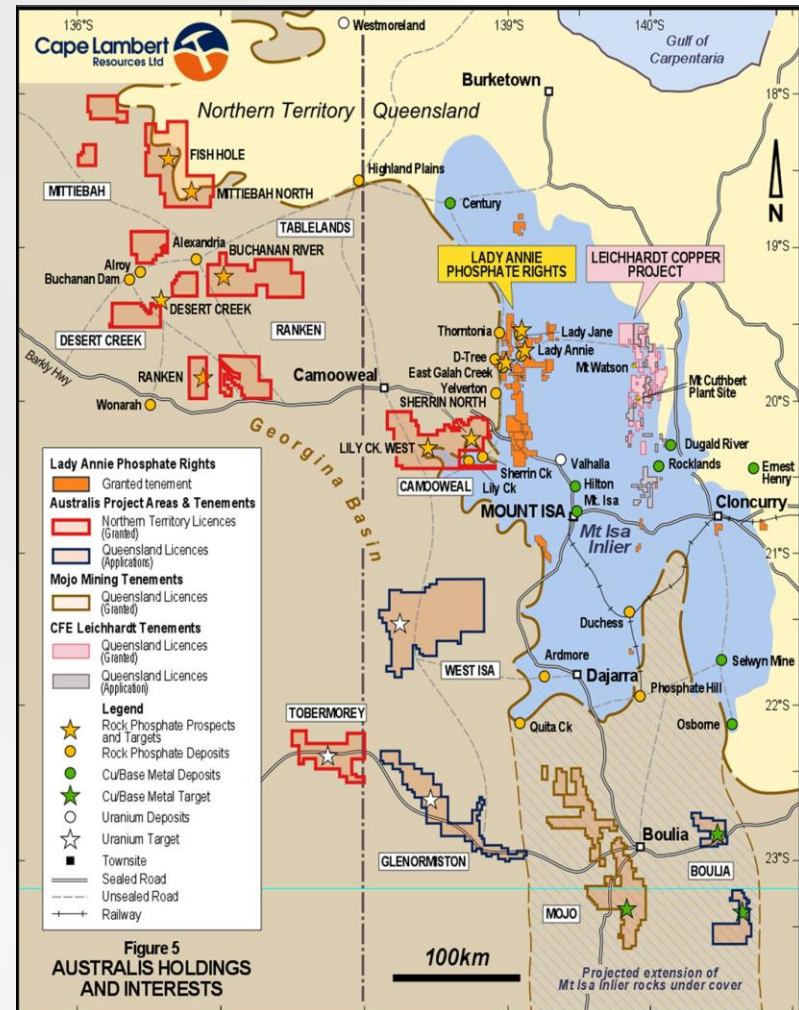 136°S
Westmoreland
139°S
140°S
Cape Lambert
Resources Ltd
Gulf of
Carpentaria
Burketown
18°S
Northern Territory
Queensland
FISH HOLE
MITTIEBAH
MITTIEBAH NORTH
Highland Plains
Century
N
TABLELANDS
19°S
Alexandria
BUCHANAN RIVER
Alroy
Buchanan Dam
DESERT CREEK
DESERT CREEK
RANKEN
LADY ANNIE
PHOSPHATE RIGHTS
LEICHHARDT COPPER
PROJECT
Thorntonia
Lady Jane
D-Tree
Lady Annie
East Galah Creek
Mt Watson
Yelverton
Mt Cuthbert
Plant Site
Barkly Hwy
RANKEN
Camooweal
SHERRIN NORTH
20°S
Wonarah
Georgina Basin
LILY CK. WEST
Sherrin Ck
Lily Ck
CAMOOWEAL
Valhalla
Hilton
Mt. Isa
MOUNT ISA
Dugald River
Rocklands
Ernest
Henry
Cloncurry
Mt Isa
Inlier
21°S
Lady Annie Phosphate Rights
Granted tenement
Australis Project Areas & Tenements
Northern Territory Licences
(Granted)
Queensland Licences
(Applications)
Mojo Mining Tenements
Queensland Licences
(Granted)
CFE Leichhardt Tenements
Queensland Licences
(Granted)
Queensland Licences
(Application)
Legend
Rock Phosphate Prospects
and Targets
Rock Phosphate Deposits
Cu/Base Metal Deposits
Cu/Base Metal Target
Uranium Deposits
Uranium Target
Townsite
Sealed Road
Unsealed Road
Railway
Duchess
WEST ISA
Ardmore
Dajarra
Selwyn Mine
Phosphate Hill
22°S
TOBERMOREY
Quita Ck
Osborne
GLENORMISTON
Boulia
BOULIA
23°S
MOJO
Figure 5
AUSTRALIS HOLDINGS
AND INTERESTS
100km
Projected extension of
Mt Isa Inlier rocks under cover